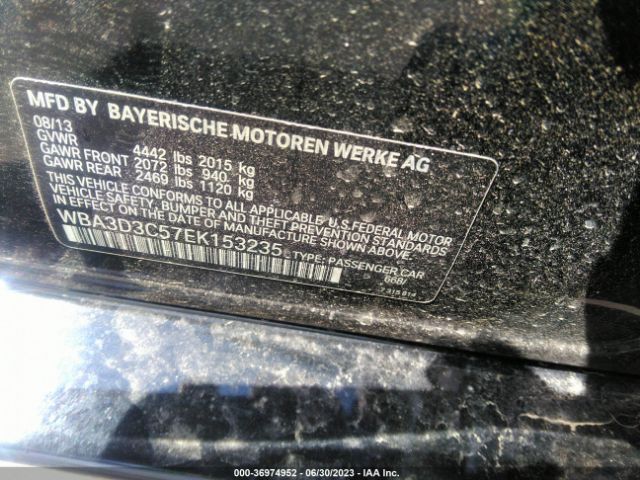 MFD BY BAYERISCHE MOTOREN WERKE AG
08/13
GVWR 4442 lbs 2015 kg
GAWR FRONT 2072 lbs 940 kg
GAWR REAR 2469 lbs 1120 kg
THIS VEHICLE CONFORMS TO ALL APPLICABLE U.S. FEDERAL MOTOR
VEHICLE SAFETY, BUMPER AND THEFT PREVENTION STANDARDS
IN EFFECT ON THE DATE OF MANUFACTURE SHOWN ABOVE.
WBA3D3C57EK153235 TYPE: PASSENGER CAR
668/
000-36974952 - 06/30/2023 - IAA Inc.